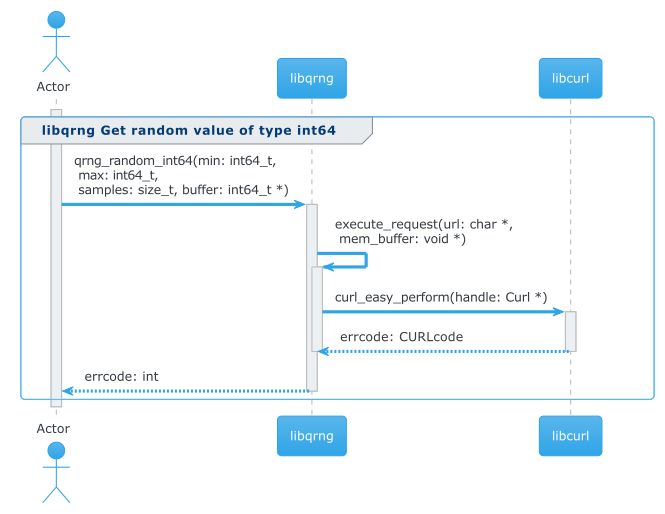 Actor
libqrng
libcurl
libqrng Get random value of type int64
qrng_random_int64(min: int64_t,
max: int64_t,
samples: size_t, buffer: int64_t *)
execute_request(url: char *,
mem_buffer: void *)
curl_easy_perform(handle: Curl *)
errcode: CURLcode
errcode: int
Actor
libqrng
libcurl